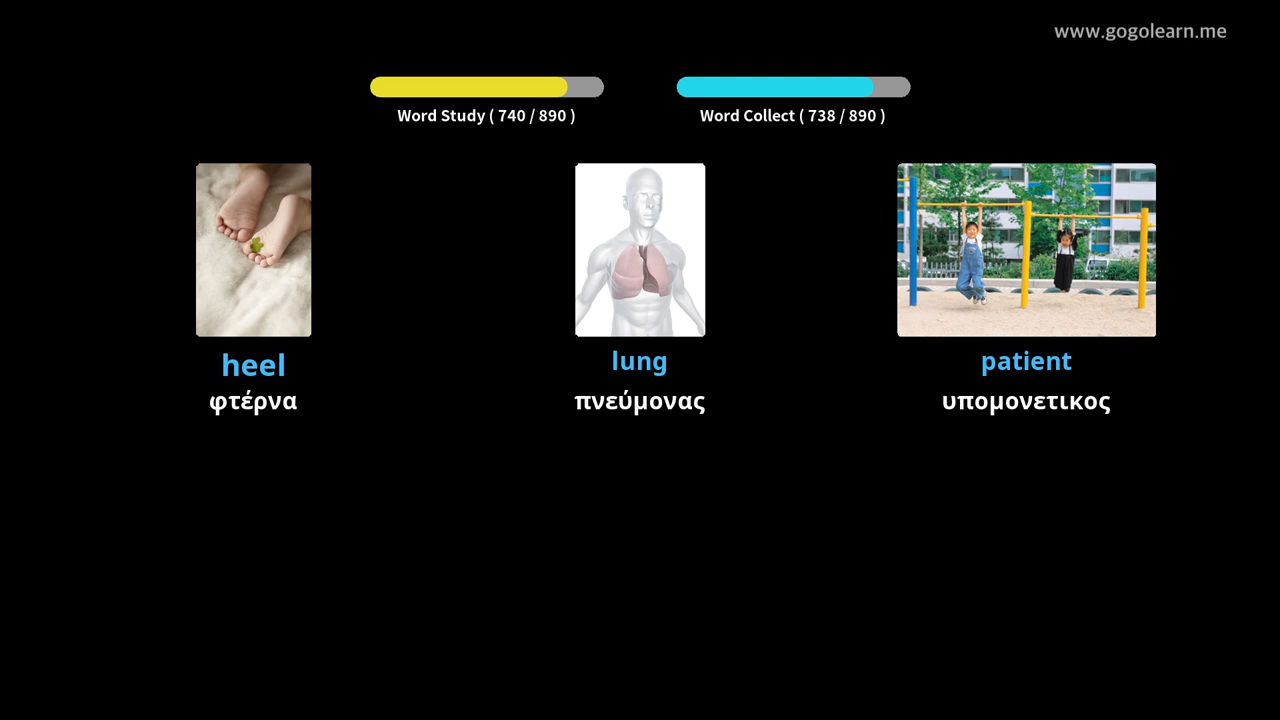 www.gogolearn.me
Word Study ( 740 / 890 )
Word Collect ( 738 / 890 )
heel
φτέρνα
lung
πνεύμονας
patient
υπομονετικος